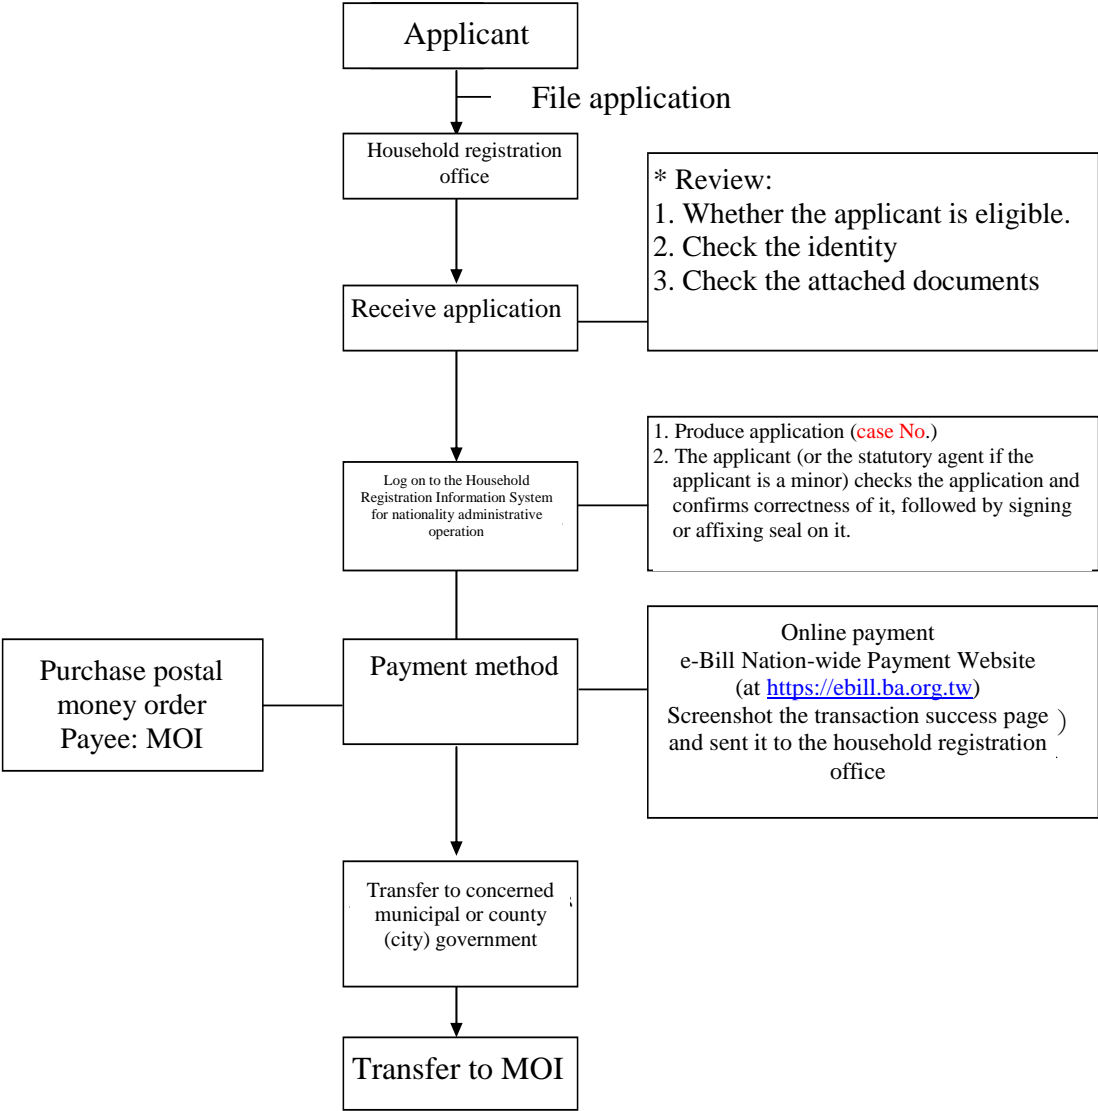 Applicant
File application
Household registration
office
* Review:
1. Whether the applicant is eligible.
2. Check the identity
3. Check the attached documents
Receive application
1. Produce application (case No.)
2. The applicant (or the statutory agent if the
applicant is a minor) checks the application and
confirms correctness of it, followed by signing
or affixing seal on it.
Log on to the Household
Registration Information System
for nationality administrative
operation
Purchase postal
money order
Payee: MOI
Payment method
Online payment
e-Bill Nation-wide Payment Website
(at https://ebill.ba.org.tw)
Screenshot the transaction success page )
and sent it to the household registration
office
Transfer to concerned
municipal or county
(city) government
Transfer to MOI